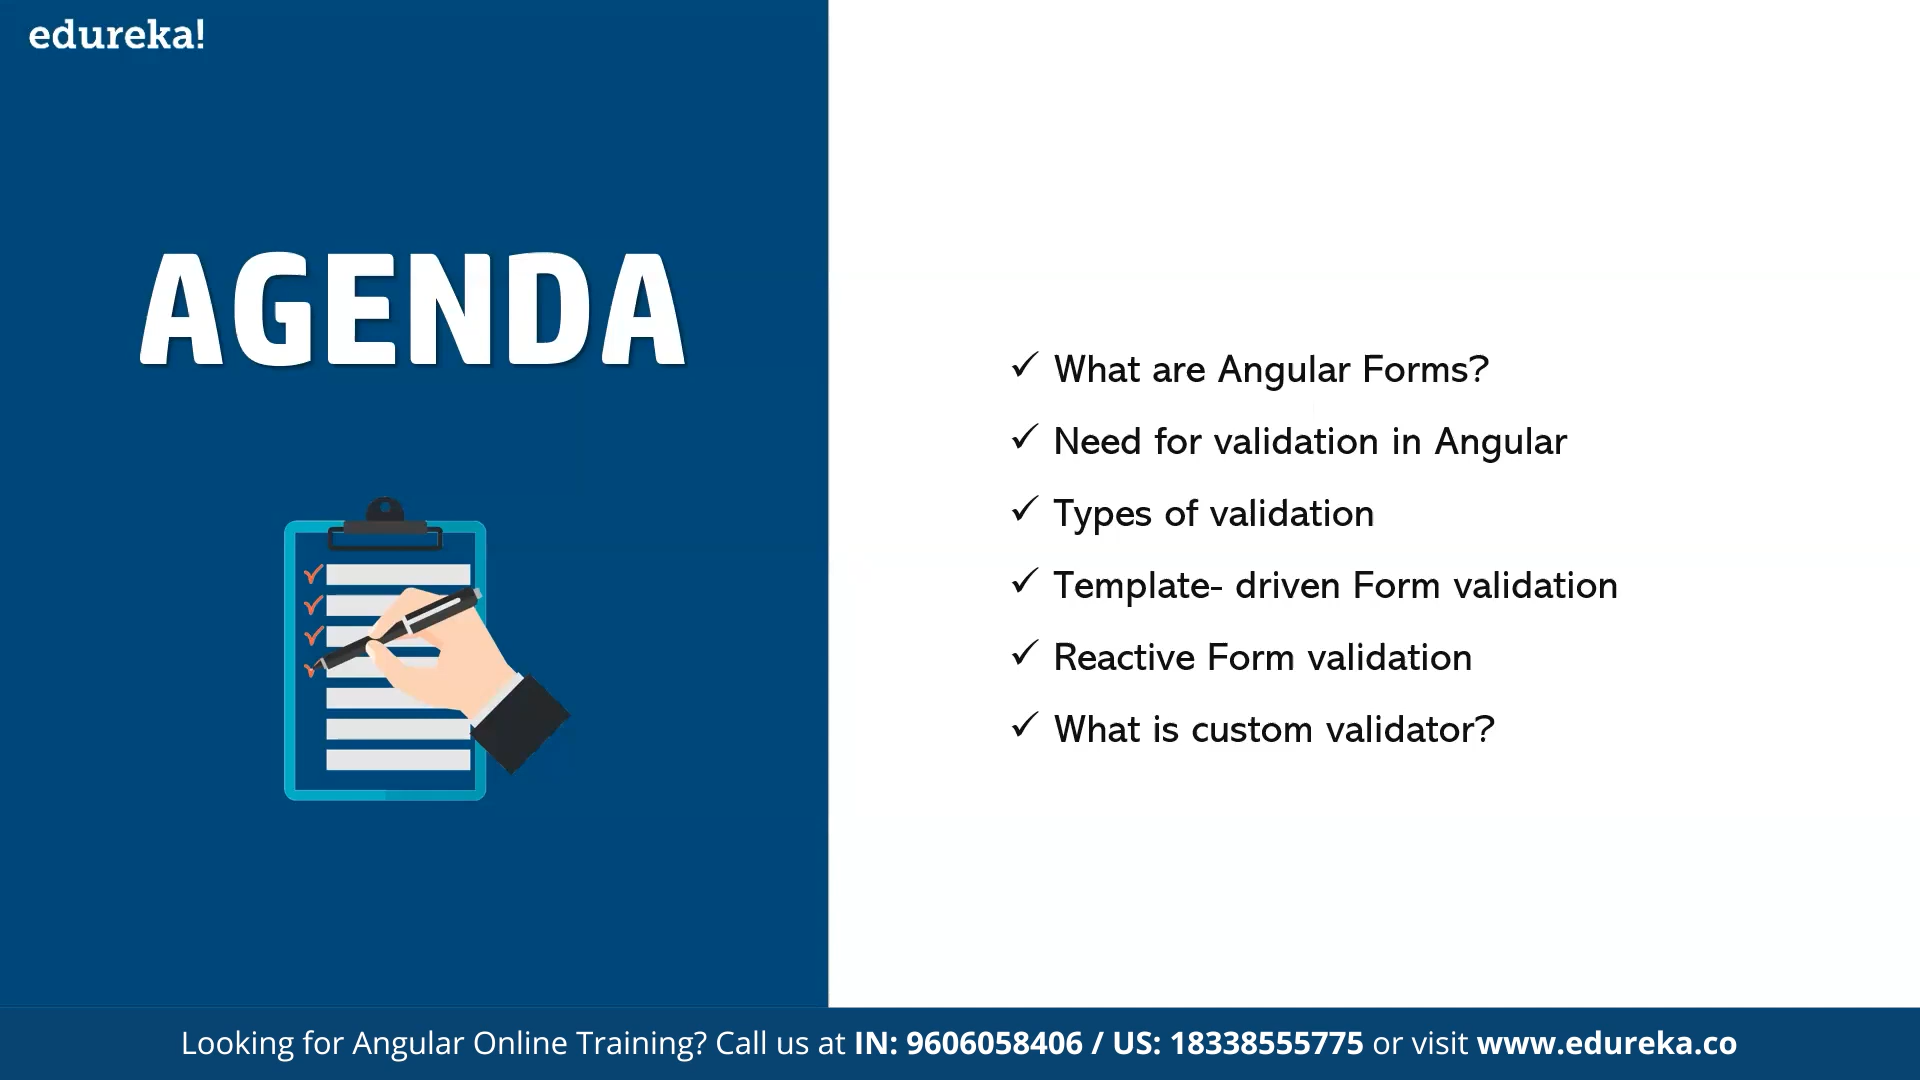 edureka!
AGENDA
✓ What are Angular Forms?
✓ Need for validation in Angular
✓ Types of validation
✓ Template- driven Form validation
✓ Reactive Form validation
✓ What is custom validator?
Looking for Angular Online Training? Call us at IN: 9606058406 / US: 18338555775 or visit www.edureka.co